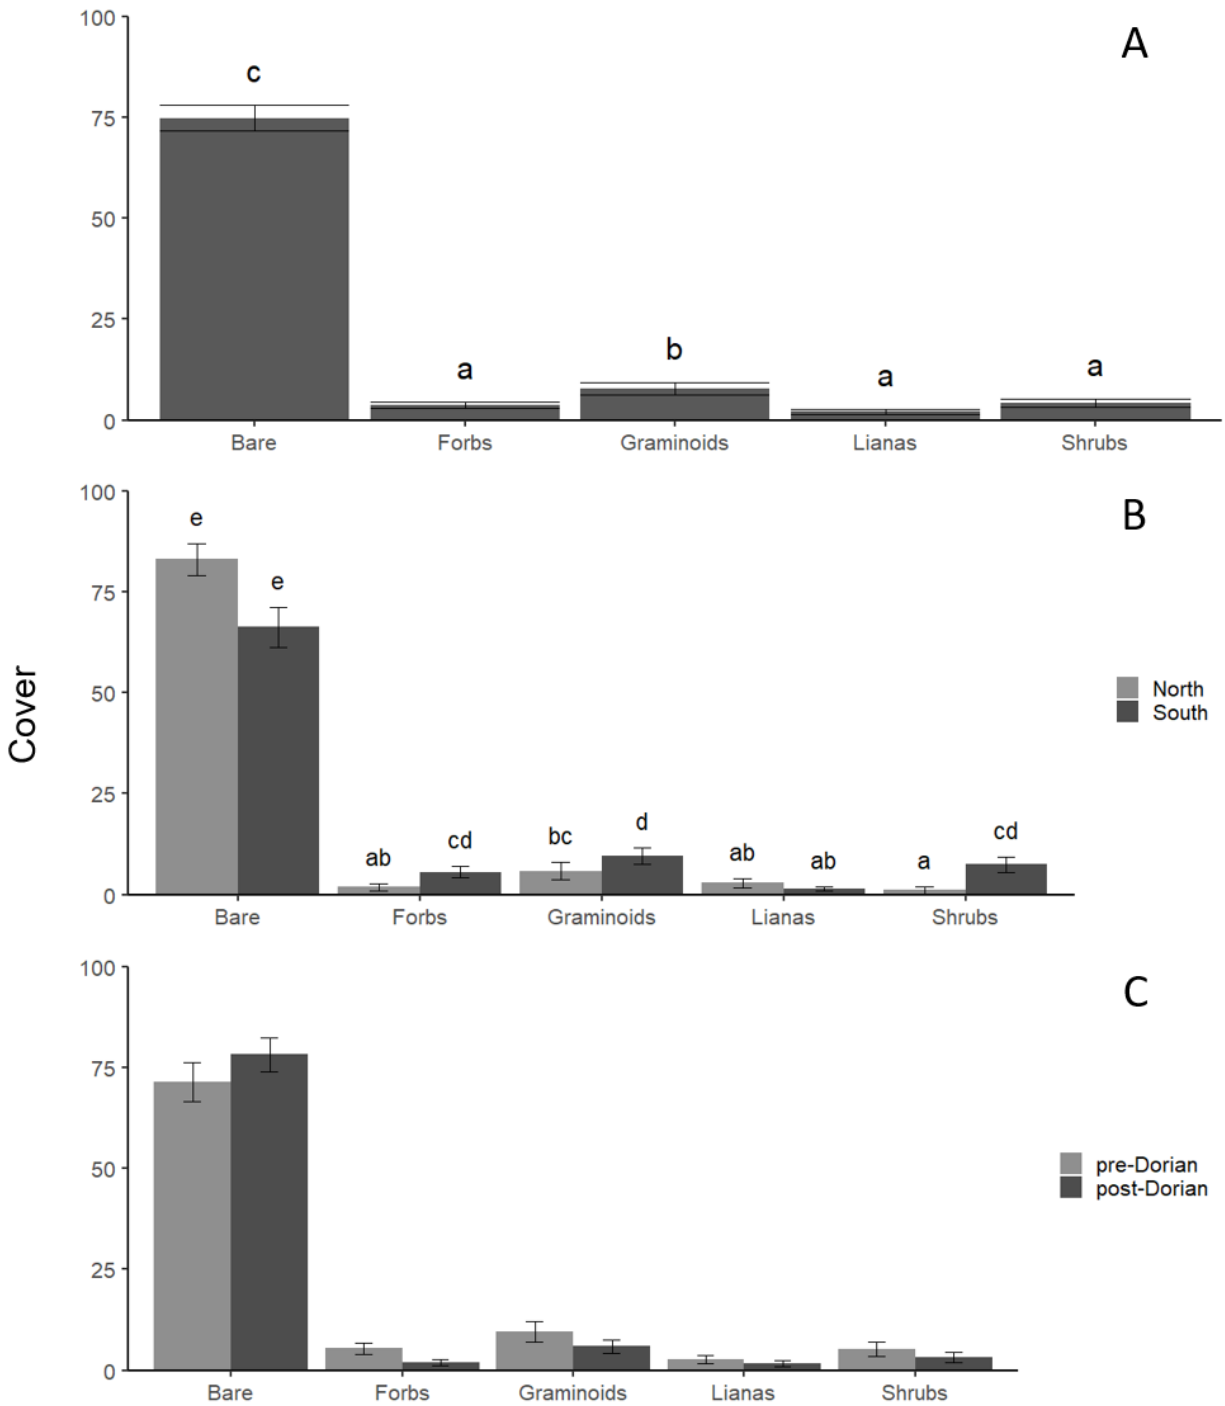 A
100
75
50
25
0
c
a
b
a
a
Bare Forbs Graminoids Lianas Shrubs
Cover
B
100
75
50
25
0
e
e
ab
cd
bc
d
ab
ab
a
cd
Bare Forbs Graminoids Lianas Shrubs
North
South
C
100
75
50
25
0
Bare Forbs Graminoids Lianas Shrubs
pre-Dorian
post-Dorian